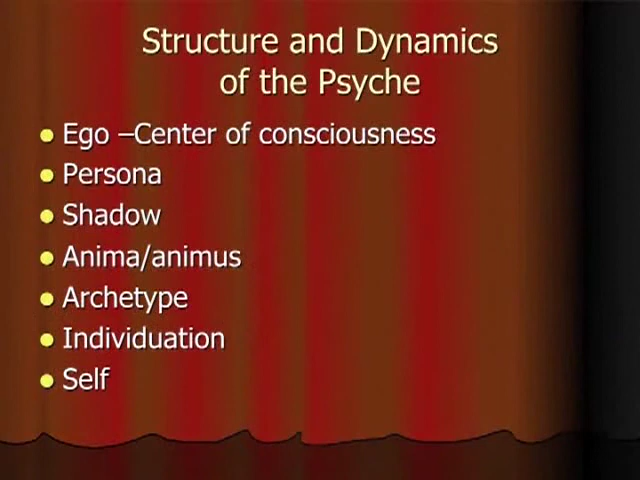 Structure and Dynamics
of the Psyche
Ego –Center of consciousness
Persona
Shadow
Anima/animus
Archetype
Individuation
Self